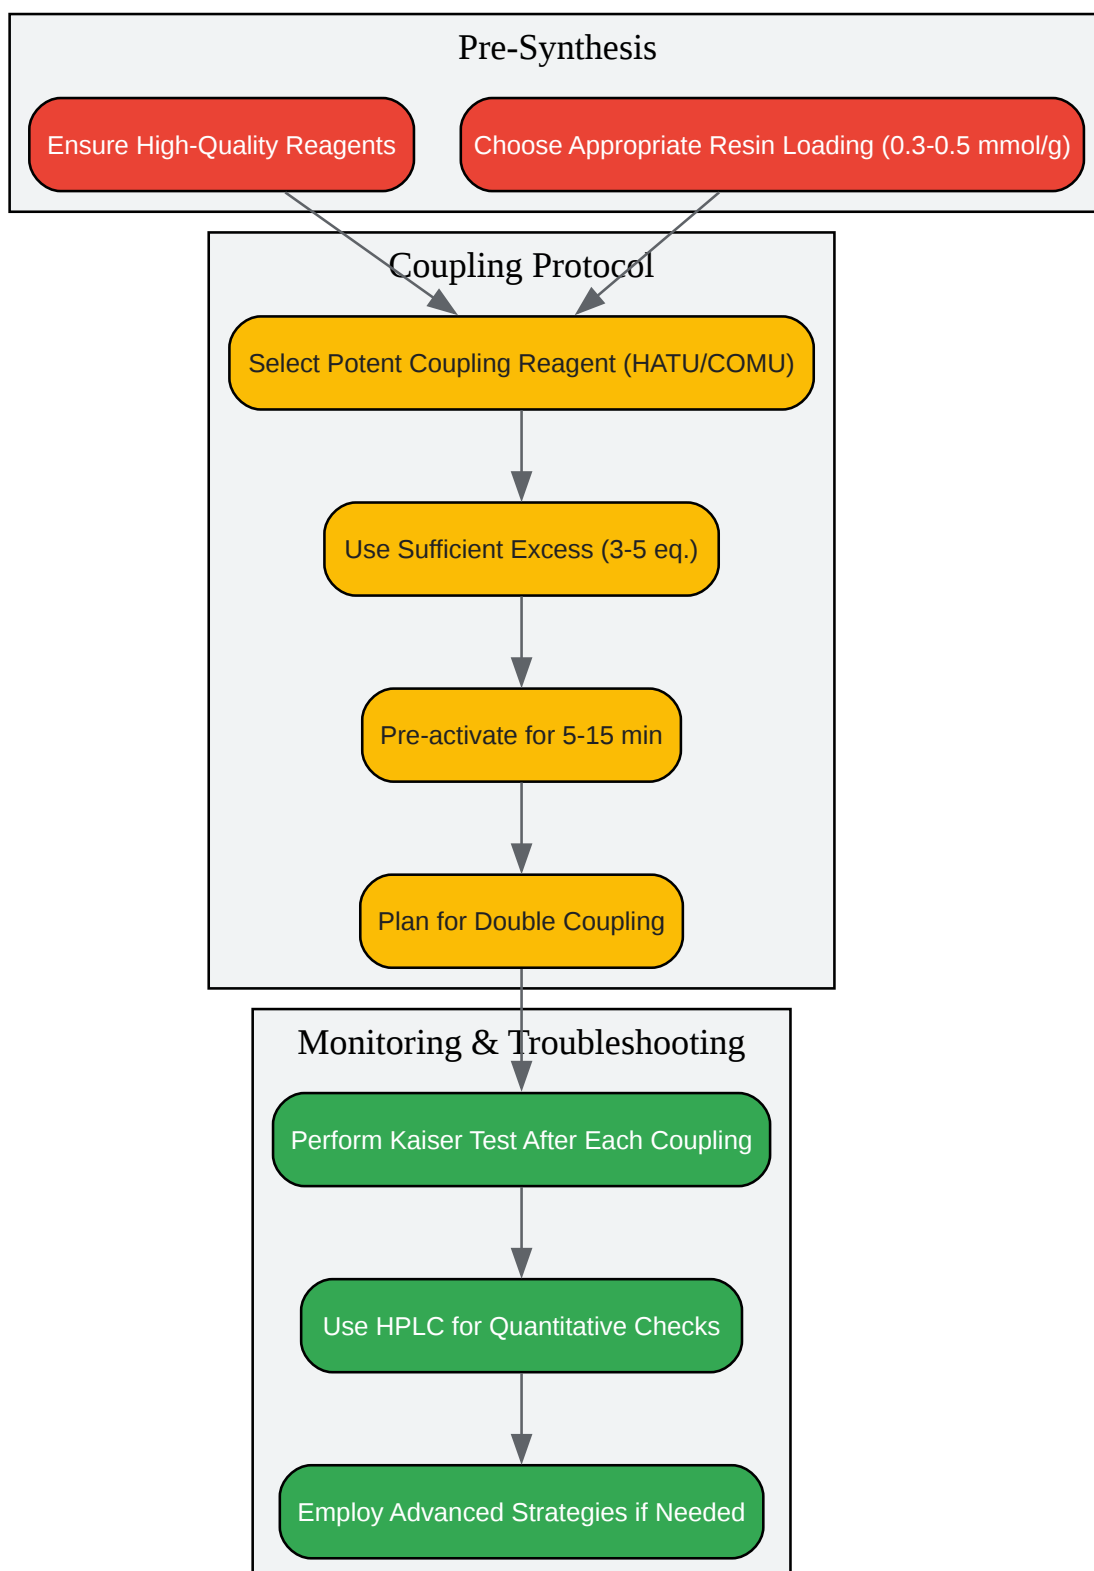 Pre-Synthesis
Ensure High-Quality Reagents
Choose Appropriate Resin Loading (0.3-0.5 mmol/g)
Coupling Protocol
Select Potent Coupling Reagent (HATU/COMU)
Use Sufficient Excess (3-5 eq.)
Pre-activate for 5-15 min
Plan for Double Coupling
Monitoring & Troubleshooting
Perform Kaiser Test After Each Coupling
Use HPLC for Quantitative Checks
Employ Advanced Strategies if Needed